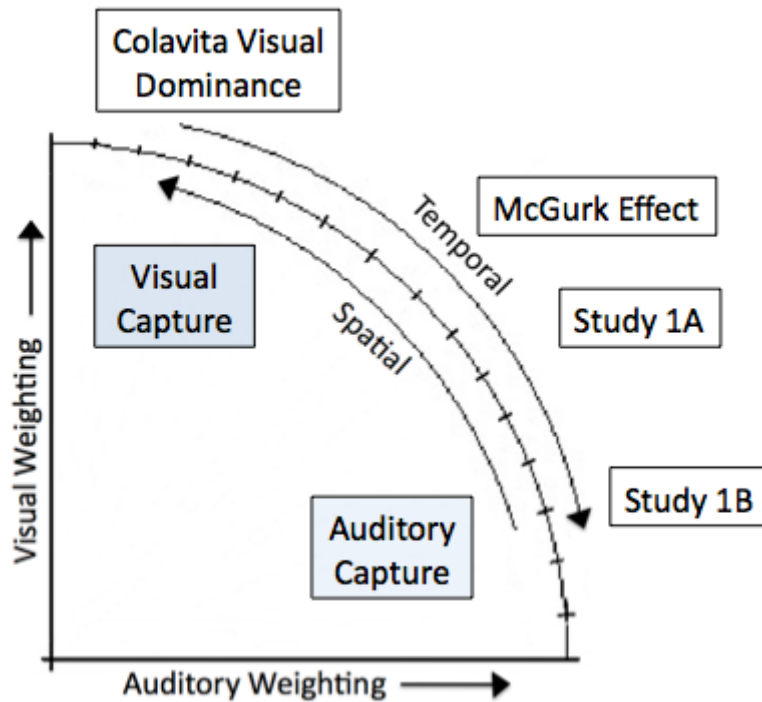 Colavita Visual
Dominance
McGurk Effect
Temporal
Visual
Capture
Study 1A
Spatial
Visual Weighting
Auditory
Capture
Study 1B
Auditory Weighting